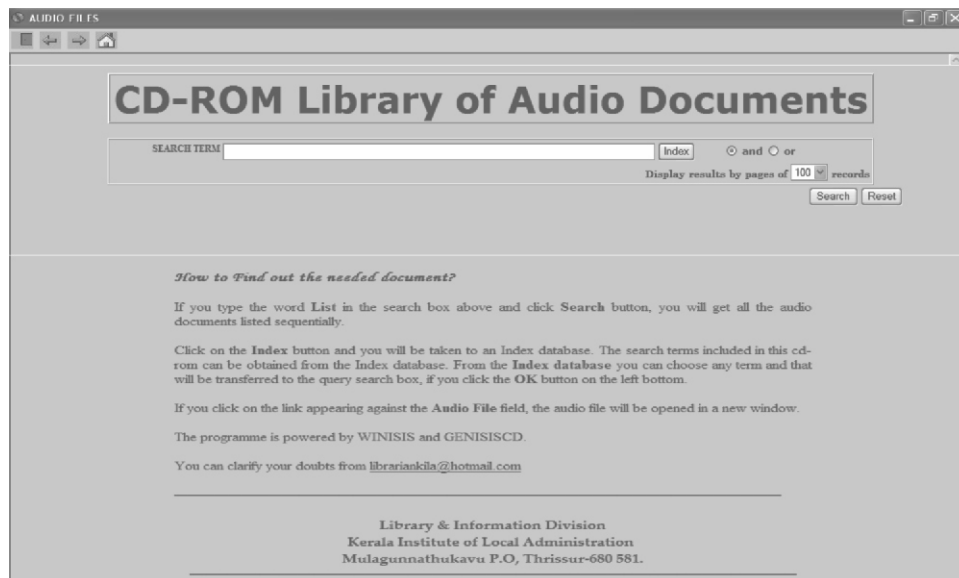 AUDIO FILES
CD-ROM Library of Audio Documents
SEARCH TERM Index and or
Display results by pages of 100 records
Search Reset
How to Find out the needed document?
If you type the word List in the search box above and click Search button, you will get all the audio
documents listed sequentially.
Click on the Index button and you will be taken to an Index database. The search terms included in this cd-
rom can be obtained from the Index database. From the Index database you can choose any term and that
will be transferred to the query search box, if you click the OK button on the left bottom.
If you click on the link appearing against the Audio File field, the audio file will be opened in a new window.
The programme is powered by WINISIS and GENISISCD.
You can clarify your doubts from librariankila@hotmail.com
Library & Information Division
Kerala Institute of Local Administration
Mulagunnathukavu P.O, Thrissur-680 581.